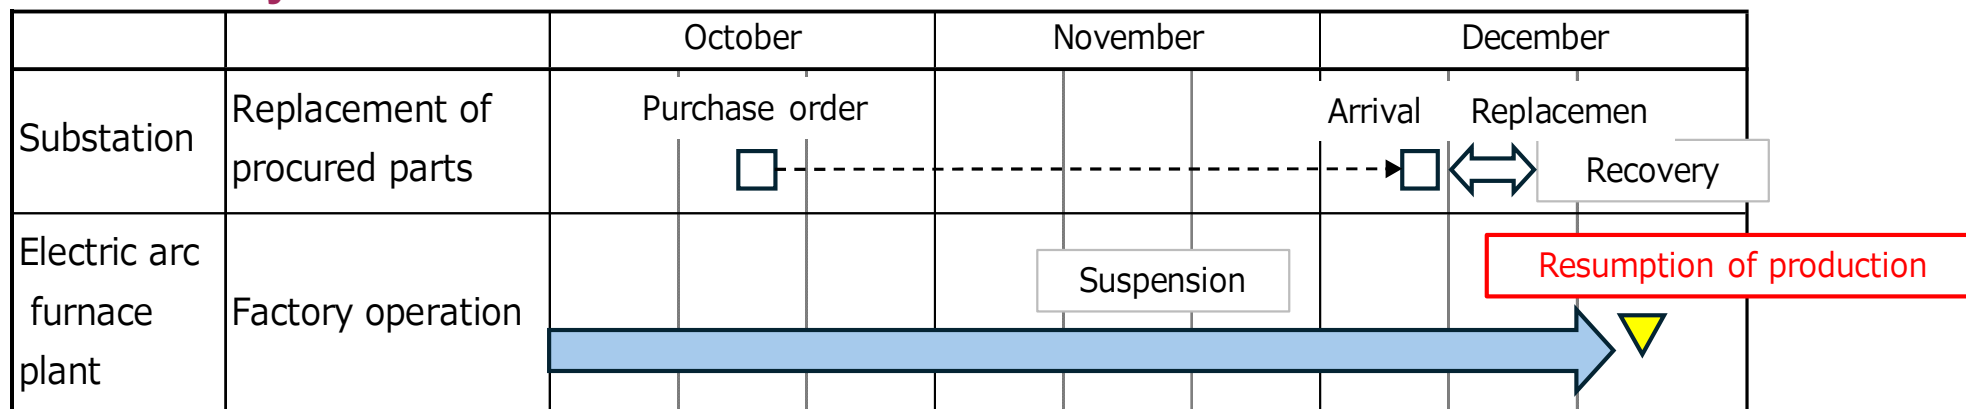 October
November
December
Substation
Replacement of
procured parts
Purchase order
Arrival
Replacemen
Recovery
Electric arc
furnace
plant
Factory operation
Suspension
Resumption of production